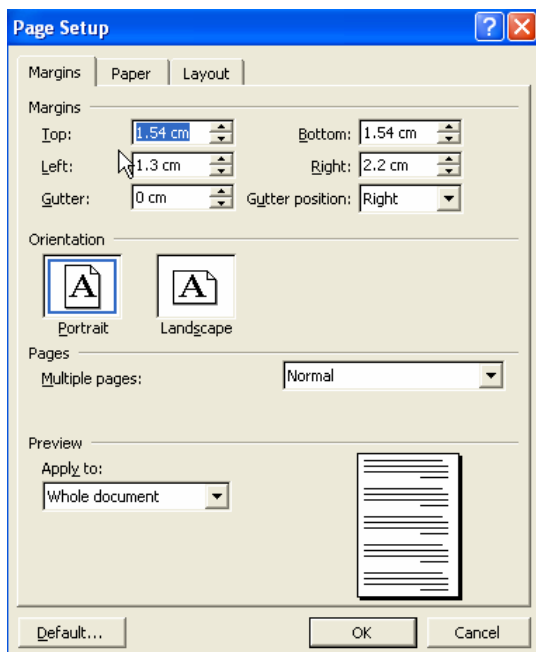 Page Setup
Margins Paper Layout
Margins
Top: 1.54 cm Bottom: 1.54 cm
Left: 1.3 cm Right: 2.2 cm
Gutter: 0 cm Gutter position: Right
Orientation
A A
Portrait Landscape
Pages
Multiple pages: Normal
Preview
Apply to:
Whole document
Default... OK Cancel